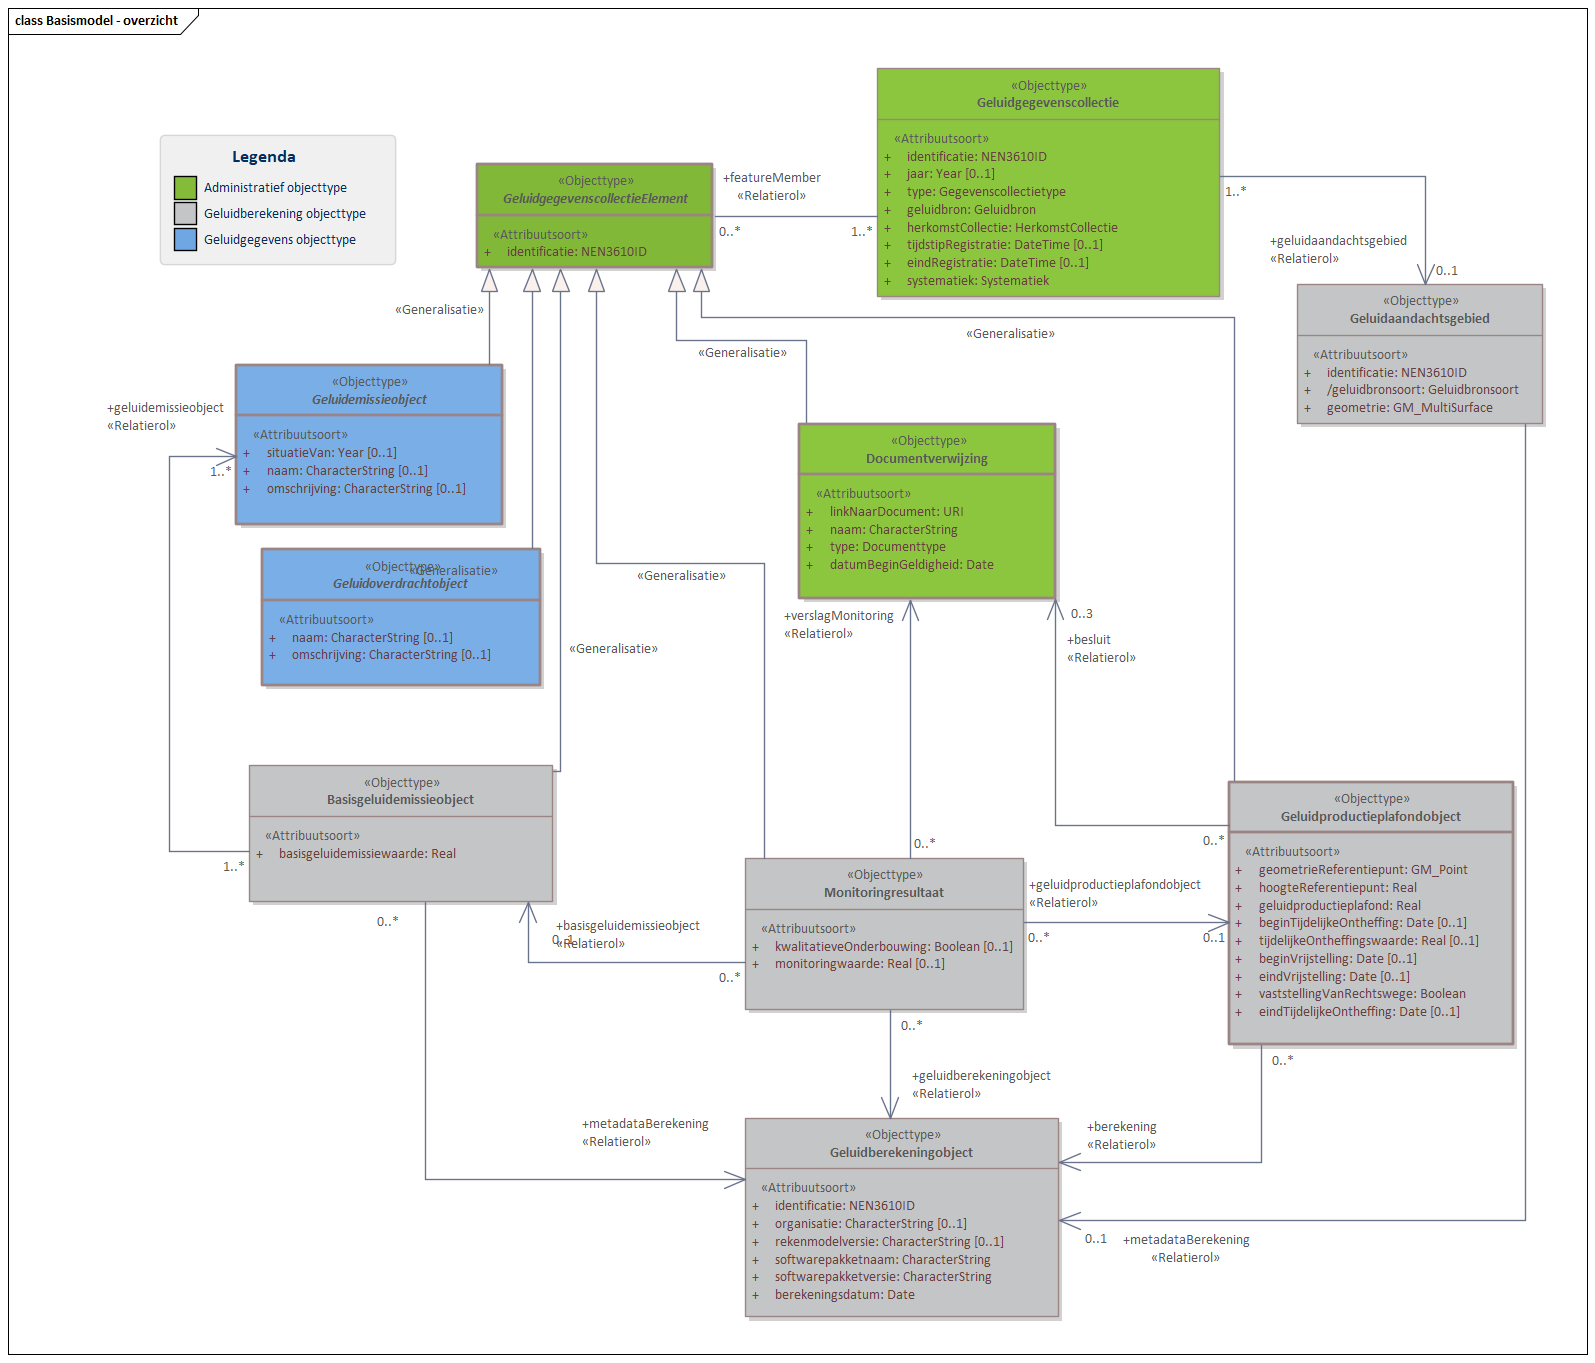 class Basismodel - overzicht
Legenda
Administratief objecttype
Geluidberekening objecttype
Geluidgegevens objecttype
«Objecttype»
GeluidgegevenscollectieElement
«Attribuutsoort»
+ identificatie: NEN3610ID
+featureMember
«Relatierol»
0..*
1..*
«Objecttype»
Geluidgegevenscollectie
«Attribuutsoort»
+ identificatie: NEN3610ID
+ jaar: Year [0..1]
+ type: Gegevenscollectietype
+ geluidbron: Geluidbron
+ herkomstCollectie: HerkomstCollectie
+ tijdstipRegistratie: DateTime [0..1]
+ eindRegistratie: DateTime [0..1]
+ systematiek: Systematiek
1..*
+geluidaandachtsgebied
«Relatierol»
0..1
«Objecttype»
Geluidaandachtsgebied
«Attribuutsoort»
+ identificatie: NEN3610ID
+ /geluidbronsoort: Geluidbronsoort
+ geometrie: GM_MultiSurface
«Generalisatie»
«Generalisatie»
«Generalisatie»
«Objecttype»
Geluidemissieobject
«Attribuutsoort»
+ situatieVan: Year [0..1]
+ naam: CharacterString [0..1]
+ omschrijving: CharacterString [0..1]
+geluidemissieobject
«Relatierol»
1..*
«Objecttype»
Documentverwijzing
«Attribuutsoort»
+ linkNaarDocument: URI
+ naam: CharacterString
+ type: Documenttype
+ datumBeginGeldigheid: Date
«Objecttype»
«Generalisatie»
Geluidoverdrachtobject
«Attribuutsoort»
+ naam: CharacterString [0..1]
+ omschrijving: CharacterString [0..1]
«Generalisatie»
«Generalisatie»
+verslagMonitoring
«Relatierol»
0..3
+besluit
«Relatierol»
«Objecttype»
Basisgeluidemissieobject
«Attribuutsoort»
+ basisgeluidemissiewaarde: Real
1..*
0..*
+basisgeluidemissieobject
«Relatierol»
0..1
0..*
0..*
«Objecttype»
Monitoringresultaat
«Attribuutsoort»
+ kwalitatieveOnderbouwing: Boolean [0..1]
+ monitoringwaarde: Real [0..1]
+geluidproductieplafondobject
«Relatierol»
0..*
0..1
0..*
«Objecttype»
Geluidproductieplafondobject
«Attribuutsoort»
+ geometrieReferentiepunt: GM_Point
+ hoogteReferentiepunt: Real
+ geluidproductieplafond: Real
+ beginTijdelijkeOntheffing: Date [0..1]
+ tijdelijkeOntheffingswaarde: Real [0..1]
+ beginVrijstelling: Date [0..1]
+ eindVrijstelling: Date [0..1]
+ vaststellingVanRechtswege: Boolean
+ eindTijdelijkeOntheffing: Date [0..1]
0..*
0..*
+geluidberekeningobject
«Relatierol»
+metadataBerekening
«Relatierol»
+berekening
«Relatierol»
«Objecttype»
Geluidberekeningobject
«Attribuutsoort»
+ identificatie: NEN3610ID
+ organisatie: CharacterString [0..1]
+ rekenmodelversie: CharacterString [0..1]
+ softwarepakketnaam: CharacterString
+ softwarepakketversie: CharacterString
+ berekeningsdatum: Date
0..1
+metadataBerekening
«Relatierol»